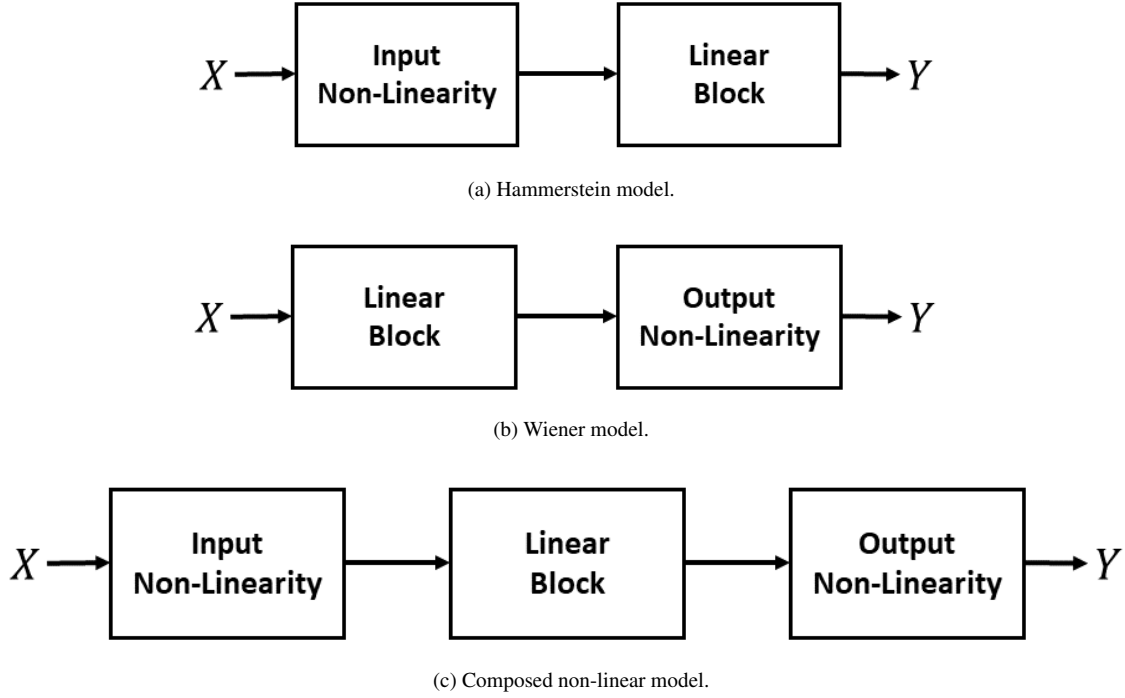 X
Input
Non-Linearity
Linear
Block
Y
(a) Hammerstein model.
X
Linear
Block
Output
Non-Linearity
Y
(b) Wiener model.
X
Input
Non-Linearity
Linear
Block
Output
Non-Linearity
Y
(c) Composed non-linear model.